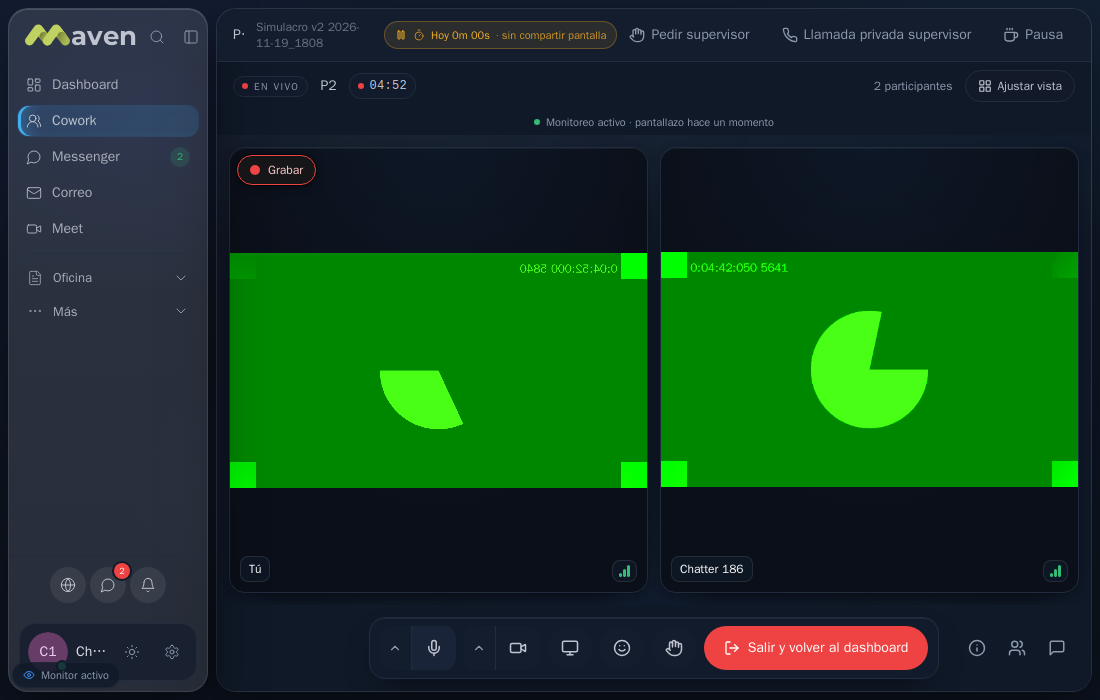 Maven
Dashboard
Cowork
Messenger 2
Correo
Meet
Oficina
Más
2
C1 Ch···
Monitor activo
P·
Simulacro v2 2026-
11-19_1808
Hoy 0m 00s · sin compartir pantalla
Pedir supervisor
Llamada privada supervisor
Pausa
EN VIVO
P2
04:52
2 participantes
Ajustar vista
Monitoreo activo · pantallazo hace un momento
Grabar
0:04:52:000 5840
Tú
0:04:42:050 5641
Chatter 186
Salir y volver al dashboard